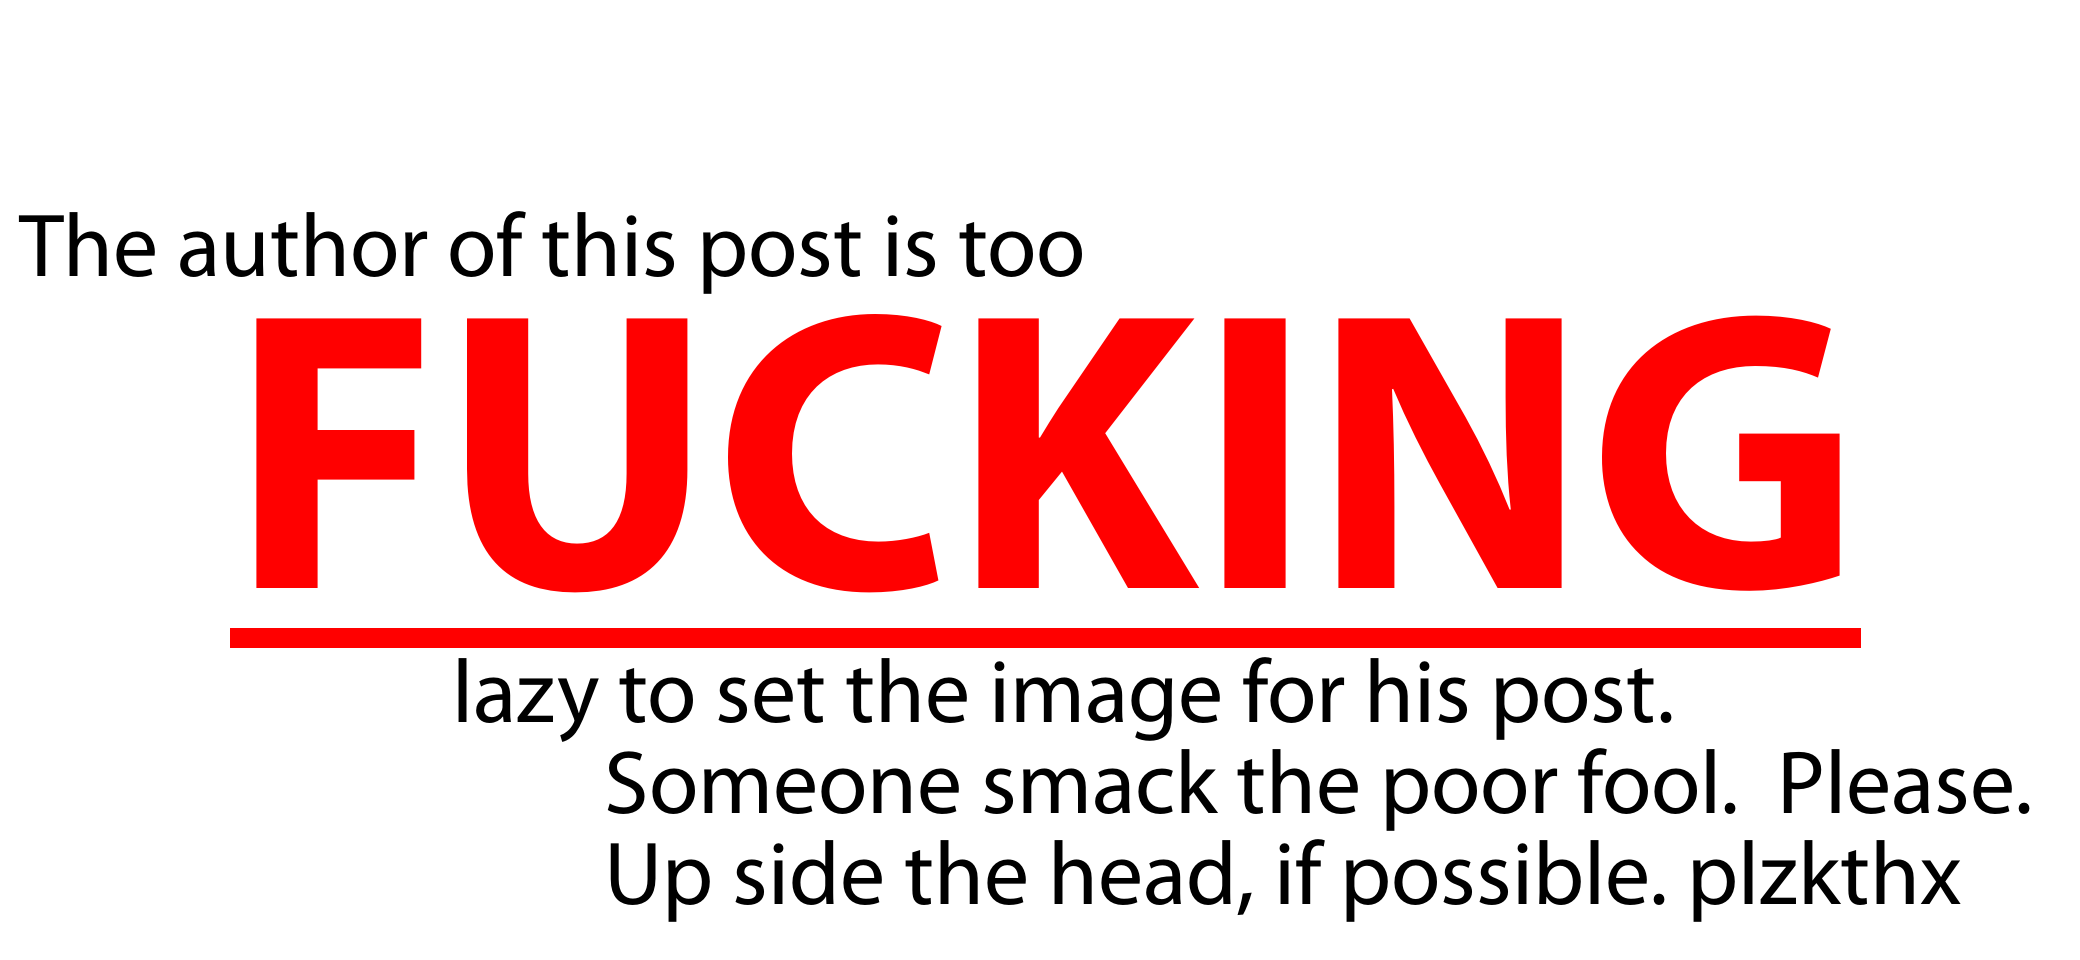 The author of this post is too
FUCKING
lazy to set the image for his post.
Someone smack the poor fool.  Please.
Up side the head, if possible. plzkthx